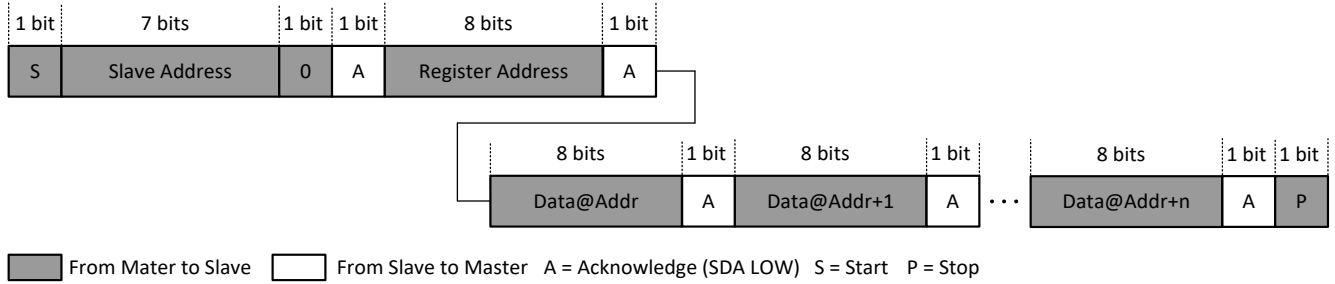 1 bit 7 bits 1 bit 1 bit 8 bits 1 bit
S Slave Address 0 A Register Address A
8 bits 1 bit 8 bits 1 bit 8 bits 1 bit 1 bit
Data@Addr A Data@Addr+1 A ··· Data@Addr+n A P
From Mater to Slave From Slave to Master A = Acknowledge (SDA LOW) S = Start P = Stop